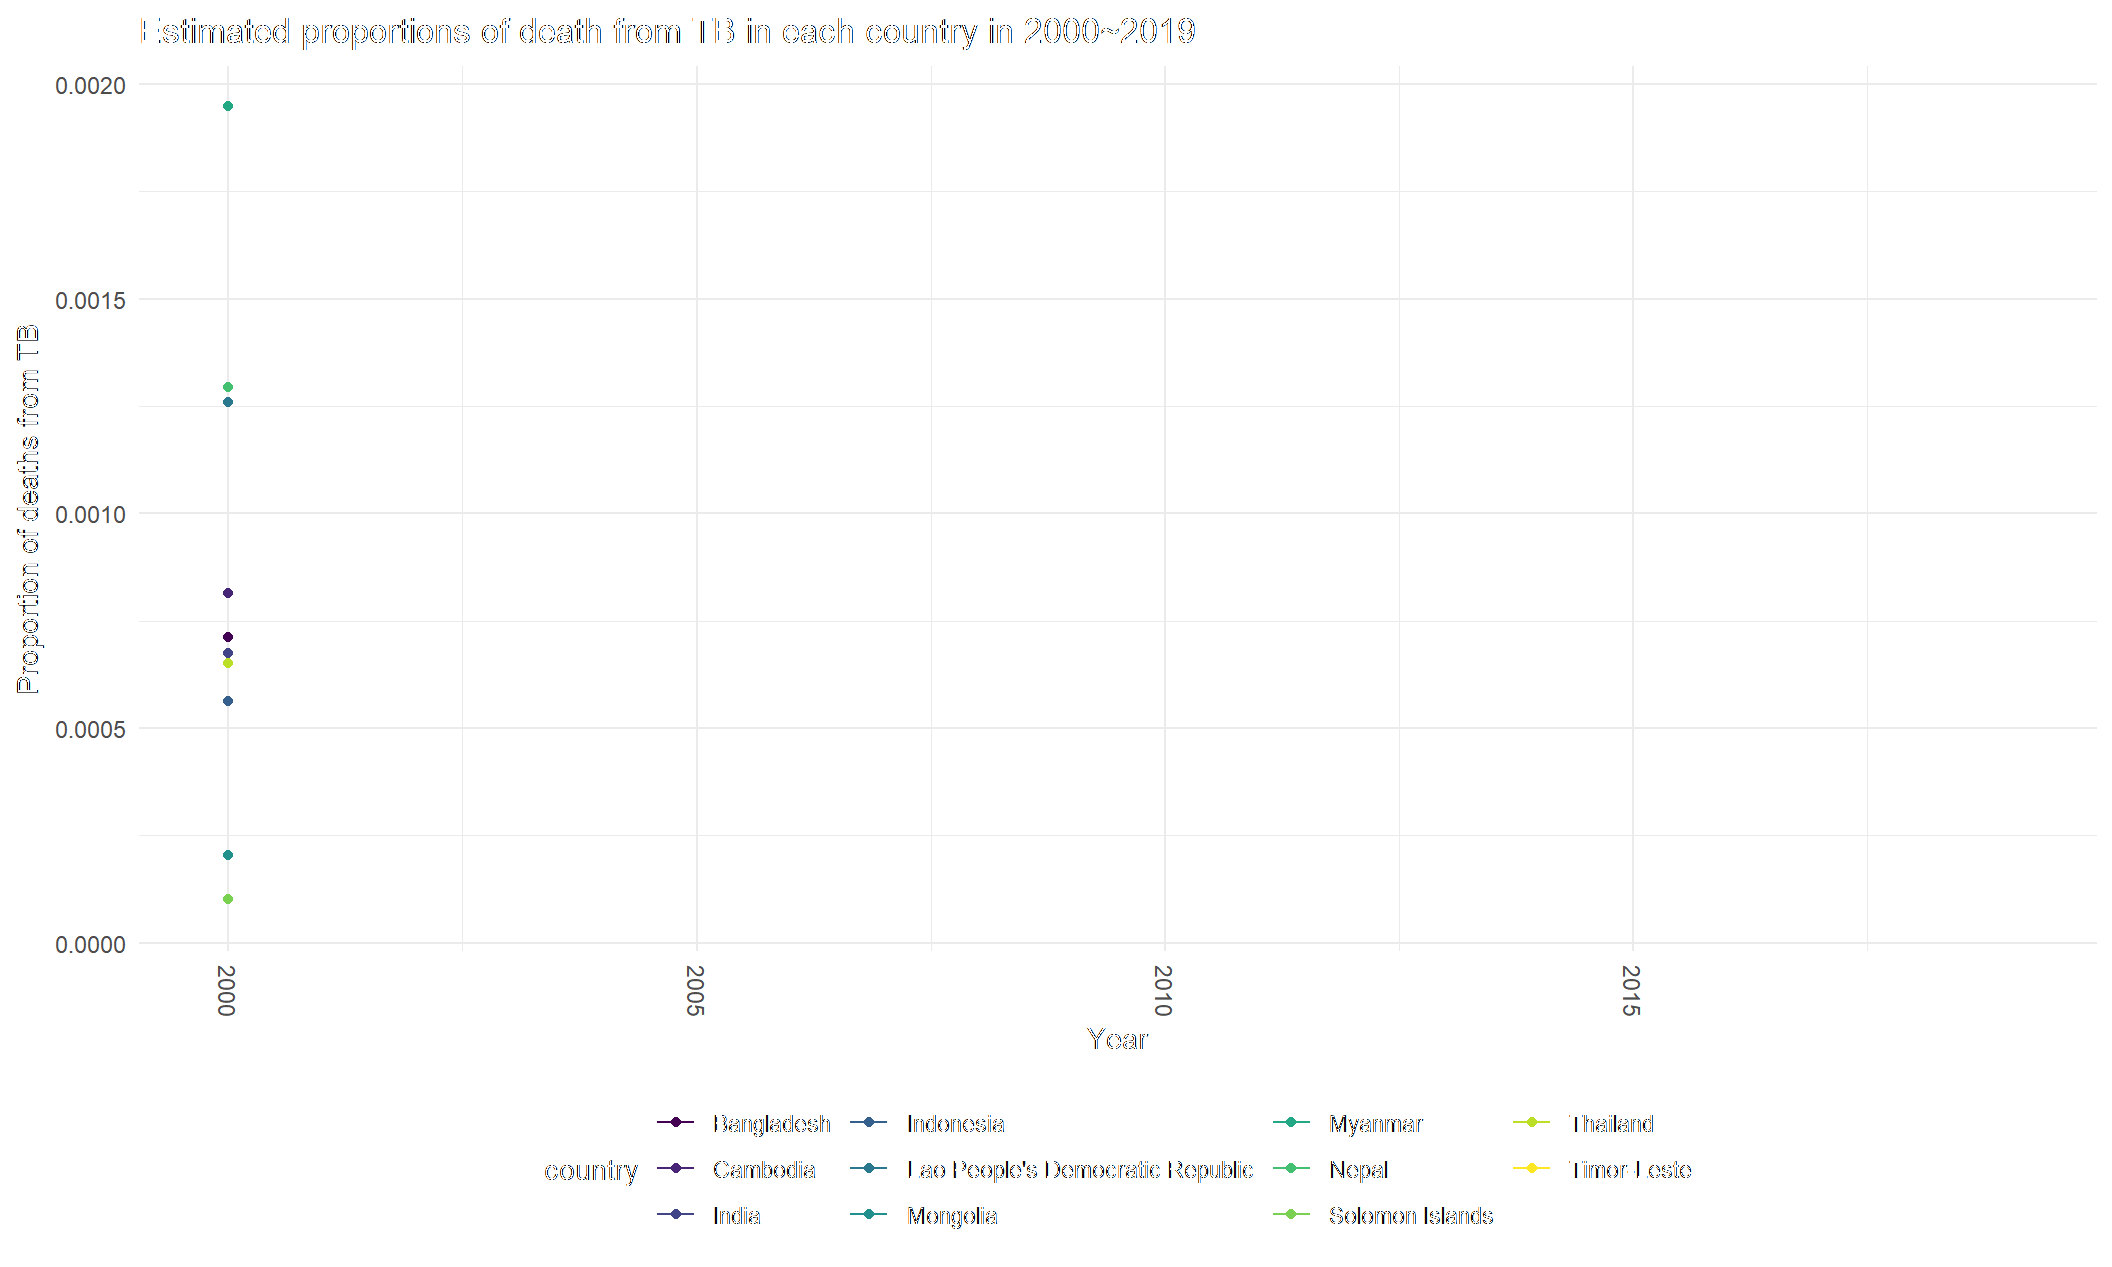 Estimated proportions of death from TB in each country in 2000~2019
0.0020
0.0015
0.0010
0.0005
0.0000
Proportion of deaths from TB
2000
2005
2010
2015
Year
country
Bangladesh
Cambodia
India
Indonesia
Lao People's Democratic Republic
Mongolia
Myanmar
Nepal
Solomon Islands
Thailand
Timor-Leste